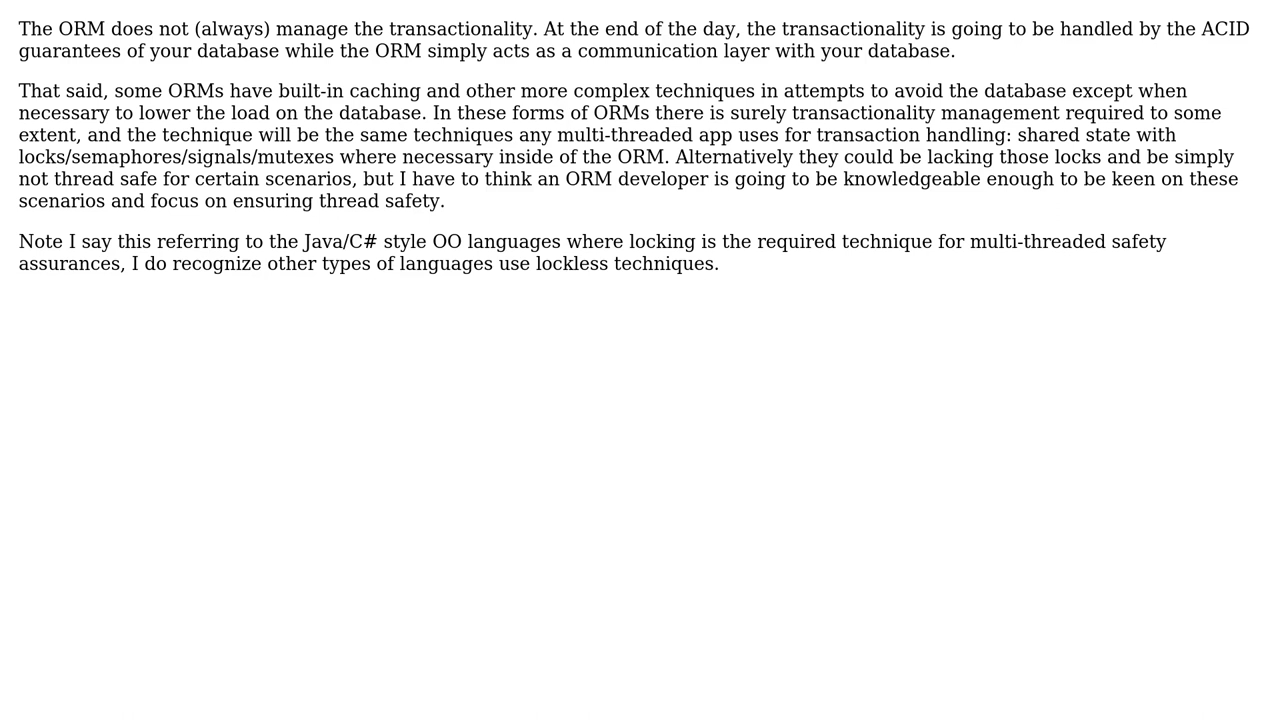 The ORM does not (always) manage the transactionality. At the end of the day, the transactionality is going to be handled by the ACID
guarantees of your database while the ORM simply acts as a communication layer with your database.
That said, some ORMs have built-in caching and other more complex techniques in attempts to avoid the database except when
necessary to lower the load on the database. In these forms of ORMs there is surely transactionality management required to some
extent, and the technique will be the same techniques any multi-threaded app uses for transaction handling: shared state with
locks/semaphores/signals/mutexes where necessary inside of the ORM. Alternatively they could be lacking those locks and be simply
not thread safe for certain scenarios, but I have to think an ORM developer is going to be knowledgeable enough to be keen on these
scenarios and focus on ensuring thread safety.
Note I say this referring to the Java/C# style OO languages where locking is the required technique for multi-threaded safety
assurances, I do recognize other types of languages use lockless techniques.